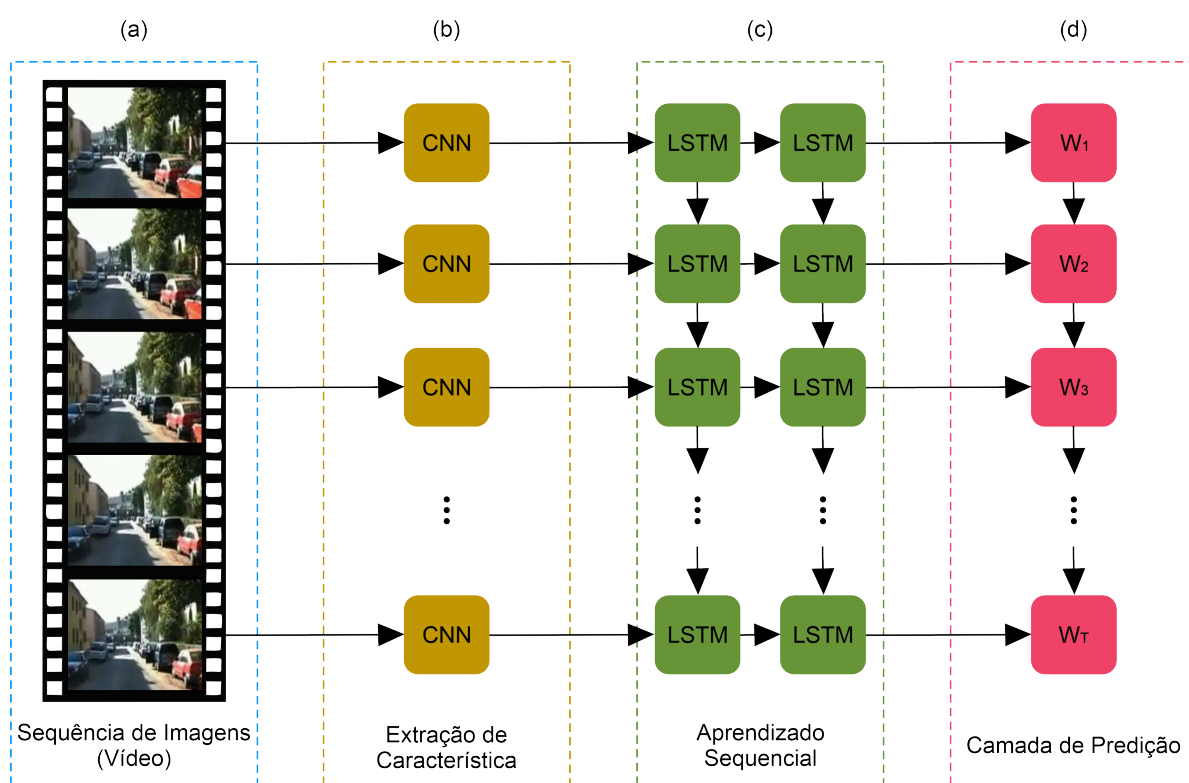 (a)
(b)
(c)
(d)
CNN
LSTM
LSTM
W₁
CNN
LSTM
LSTM
W₂
CNN
LSTM
LSTM
W₃
CNN
LSTM
LSTM
W_T
Sequência de Imagens
(Vídeo)
Extração de
Característica
Aprendizado
Sequencial
Camada de Predição